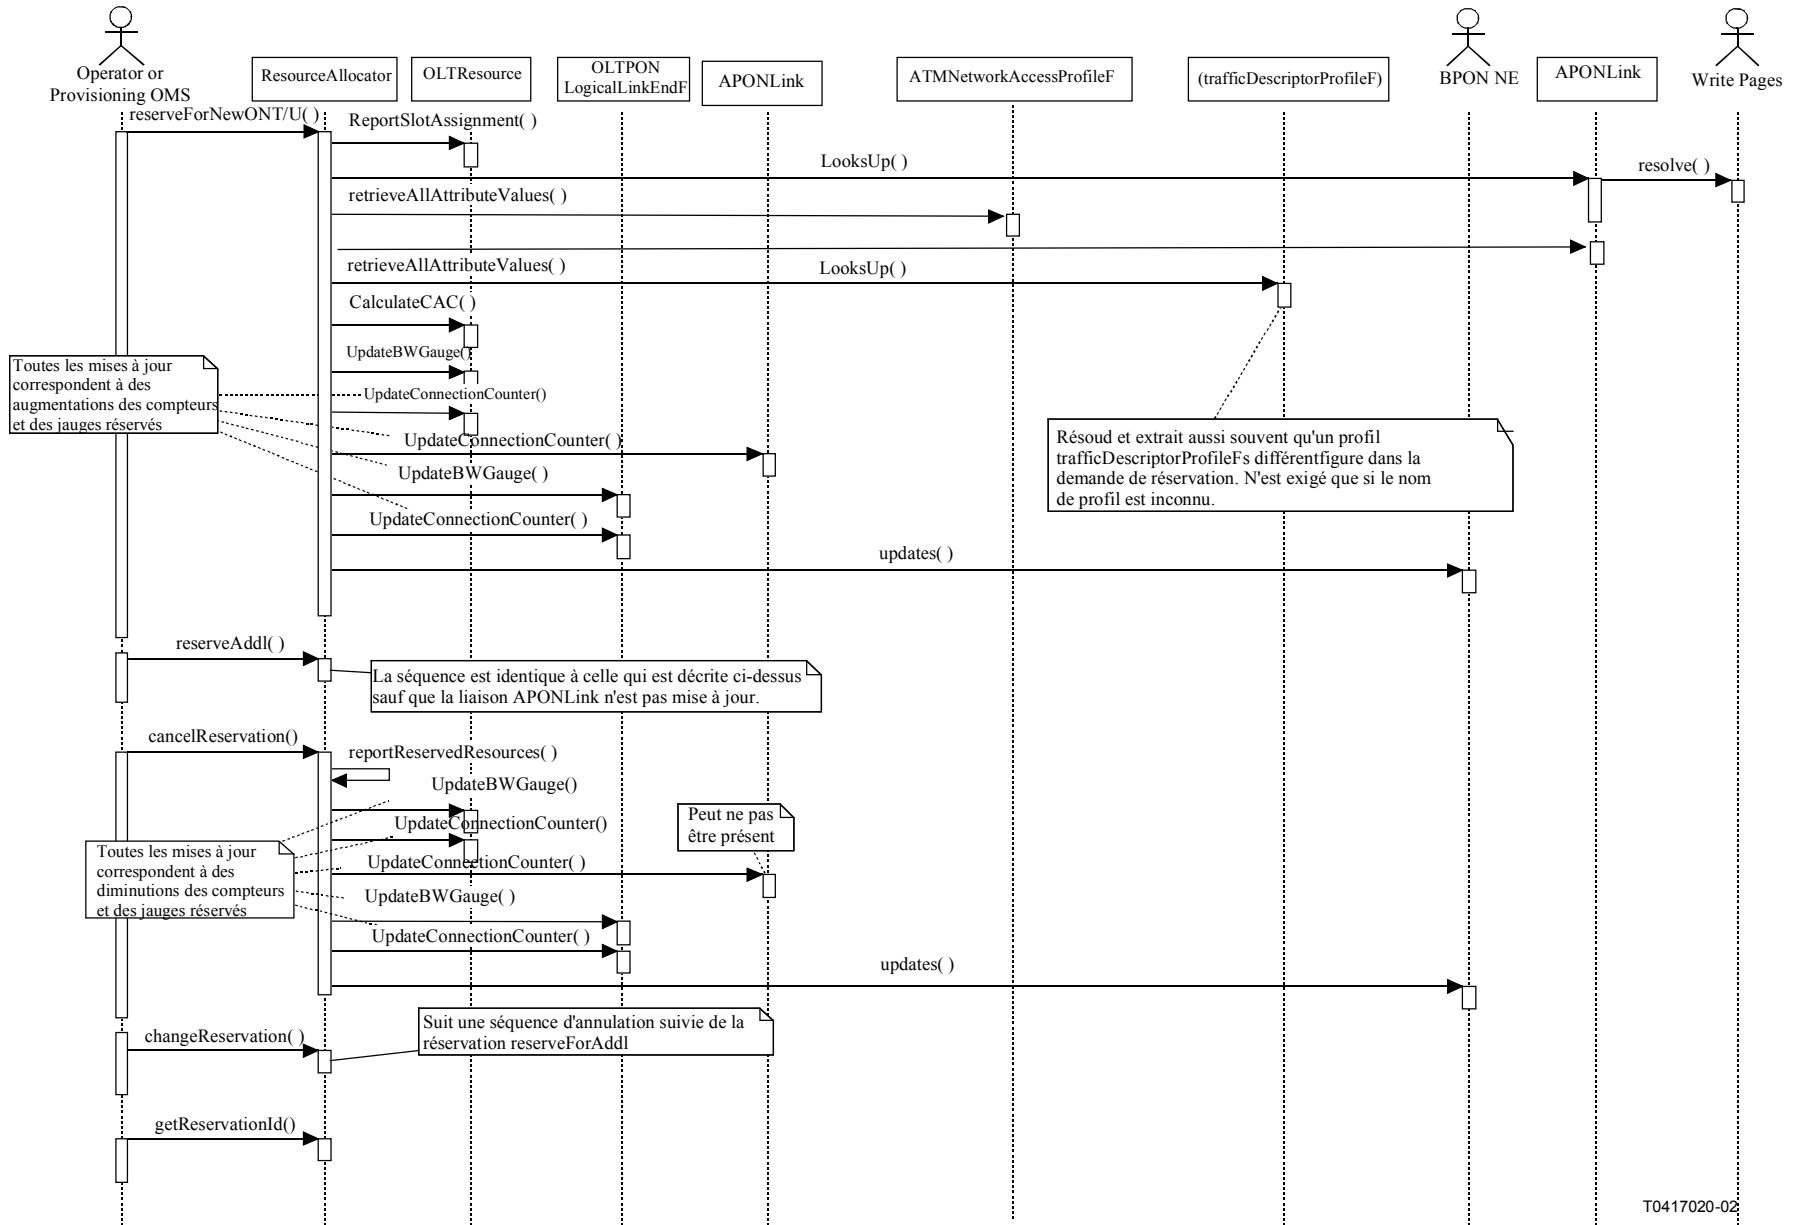 Operator or
Provisioning OMS
ResourceAllocator
OLTResource
OLTPON
LogicalLinkEndF
APONLink
ATMNetworkAccessProfileF
(trafficDescriptorProfileF)
BPON NE
APONLink
Write Pages
reserveForNewONT/U( )
ReportSlotAssignment( )
LooksUp( )
resolve( )
retrieveAllAttributeValues( )
retrieveAllAttributeValues( )
LooksUp( )
CalculateCAC( )
UpdateBWGauge()
Toutes les mises à jour
correspondent à des
augmentations des compteurs
et des jauges réservés
UpdateConnectionCounter()
UpdateConnectionCounter( )
Résoud et extrait aussi souvent qu'un profil
trafficDescriptorProfileFs différentfigure dans la
demande de réservation. N'est exigé que si le nom
de profil est inconnu.
UpdateBWGauge( )
UpdateConnectionCounter( )
updates( )
reserveAddl( )
La séquence est identique à celle qui est décrite ci-dessus
sauf que la liaison APONLink n'est pas mise à jour.
cancelReservation()
reportReservedResources( )
UpdateBWGauge()
Peut ne pas
être présent
UpdateConnectionCounter()
Toutes les mises à jour
correspondent à des
diminutions des compteurs
et des jauges réservés
UpdateConnectionCounter( )
UpdateBWGauge( )
UpdateConnectionCounter( )
updates( )
Suit une séquence d'annulation suivie de la
réservation reserveForAddl
changeReservation( )
getReservationId()
T0417020-02